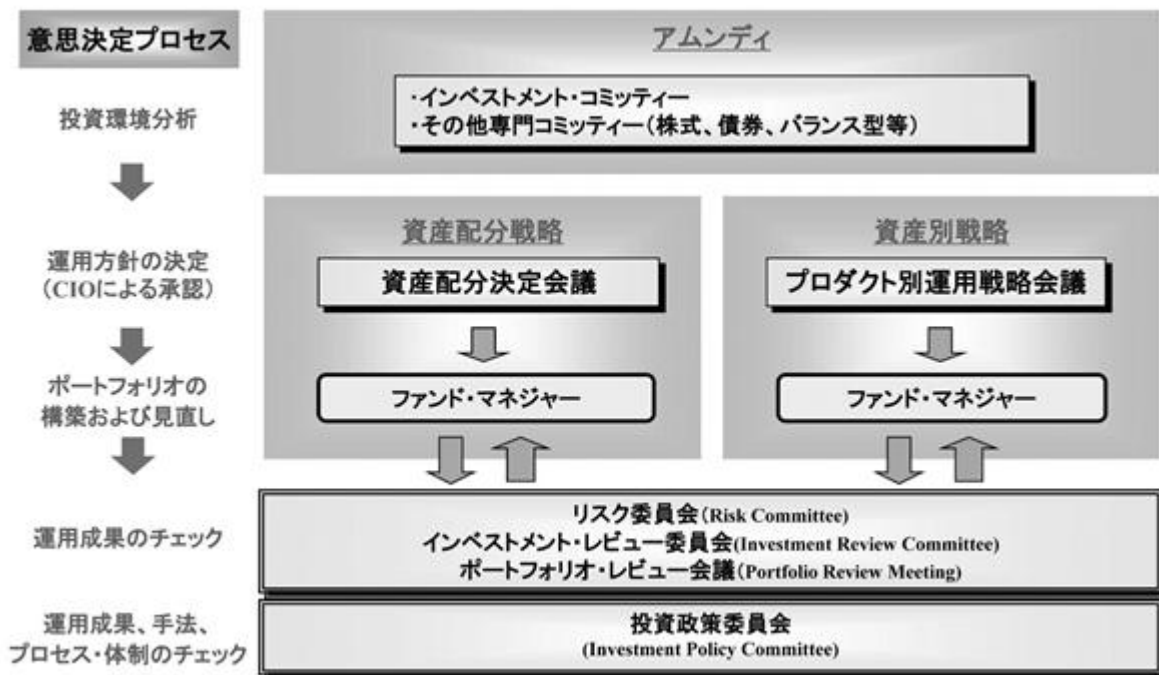 意思決定プロセス
アムンディ
・インベストメント・コミッティー
・その他専門コミッティー(株式、債券、バランス型等)
投資環境分析
資産配分戦略
資産別戦略
運用方針の決定
(CIOによる承認)
資産配分決定会議
プロダクト別運用戦略会議
ポートフォリオの
構築および見直し
ファンド・マネジャー
ファンド・マネジャー
運用成果のチェック
リスク委員会(Risk Committee)
インベストメント・レビュー委員会(Investment Review Committee)
ポートフォリオ・レビュー会議(Portfolio Review Meeting)
運用成果、手法、
プロセス・体制のチェック
投資政策委員会
(Investment Policy Committee)